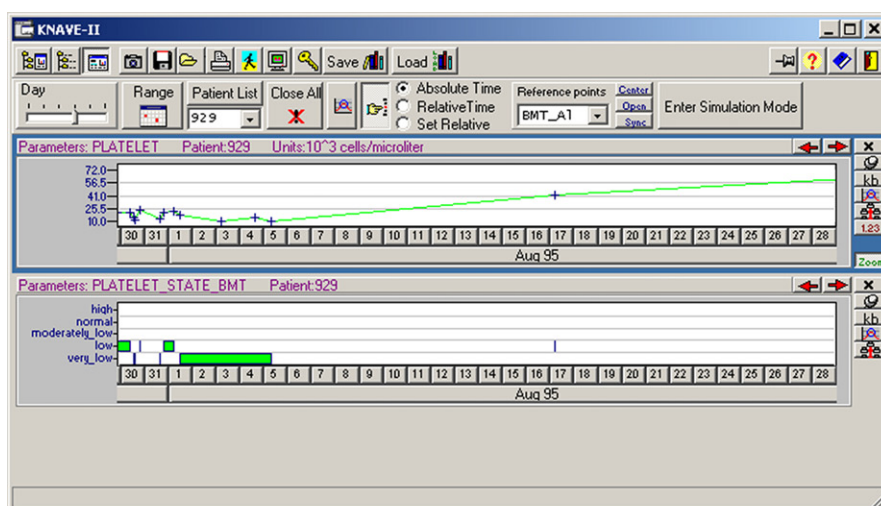 KNAVE-II
Save Load
Day Range Patient List Close All Absolute Time Reference points Center Enter Simulation Mode
929 RelativeTime BMT_A1 Open
Set Relative Sync
Parameters: PLATELET Patient:929 Units:10^3 cells/microliter
72.0
56.5
41.0
25.5
10.0
30 31 1 2 3 4 5 6 7 8 9 10 11 12 13 14 15 16 17 18 19 20 21 22 23 24 25 26 27 28
Aug 95
kb
1.23
Zoom
Parameters: PLATELET_STATE_BMT Patient:929
high
normal
moderately_low
low
very_low
30 31 1 2 3 4 5 6 7 8 9 10 11 12 13 14 15 16 17 18 19 20 21 22 23 24 25 26 27 28
Aug 95
kb